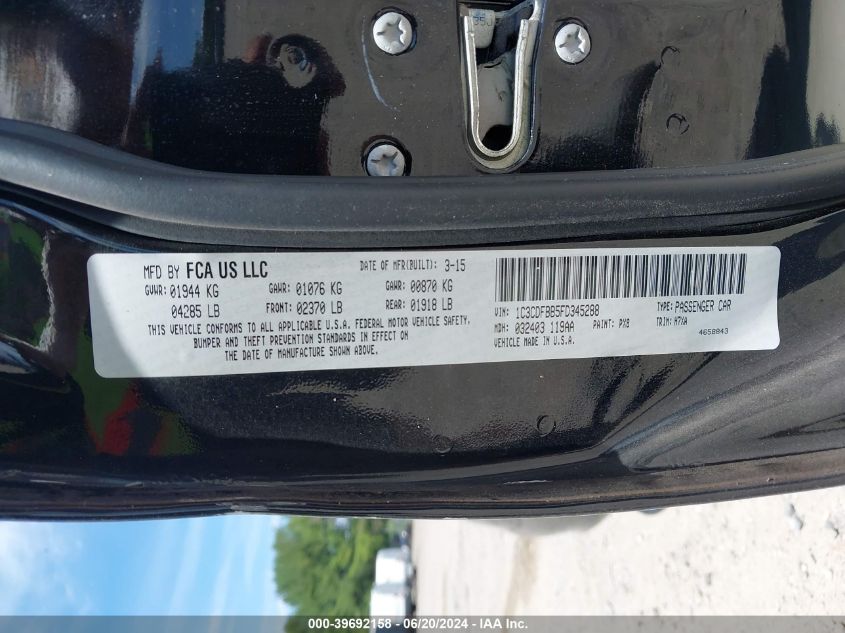 MFD BY FCA US LLC DATE OF MFR(BUILT): 3-15
GVWR: 01944 KG GAWR: 01076 KG GAWR: 00870 KG
04285 LB FRONT: 02370 LB REAR: 01918 LB
THIS VEHICLE CONFORMS TO ALL APPLICABLE U.S.A. FEDERAL MOTOR VEHICLE SAFETY,
BUMPER AND THEFT PREVENTION STANDARDS IN EFFECT ON
THE DATE OF MANUFACTURE SHOWN ABOVE.
VIN: 1C3CDFBB5FD345288 TYPE: PASSENGER CAR
MDH: 032403 119AA PAINT: PX8 TRIM: H7XA
VEHICLE MADE IN U.S.A. 4658843
000-39692158 - 06/20/2024 - IAA Inc.